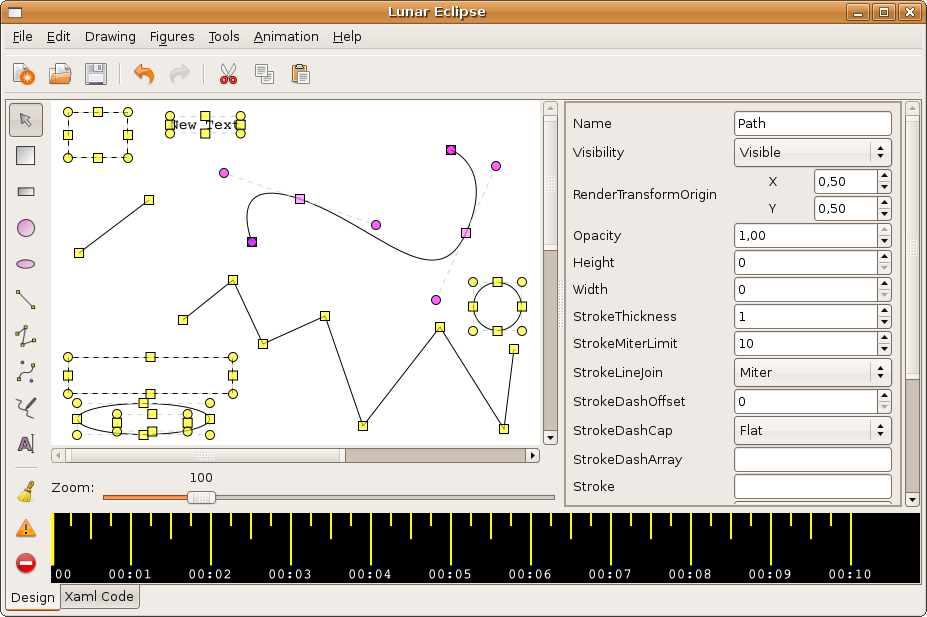 Lunar Eclipse
File Edit Drawing Figures Tools Animation Help
New Text
Name Path
Visibility Visible
RenderTransformOrigin X 0,50
Y 0,50
Opacity 1,00
Height 0
Width 0
StrokeThickness 1
StrokeMiterLimit 10
StrokeLineJoin Miter
StrokeDashOffset 0
StrokeDashCap Flat
StrokeDashArray
Stroke
A
100
Zoom:
00 00:01 00:02 00:03 00:04 00:05 00:06 00:07 00:08 00:09 00:10
Design Xaml Code